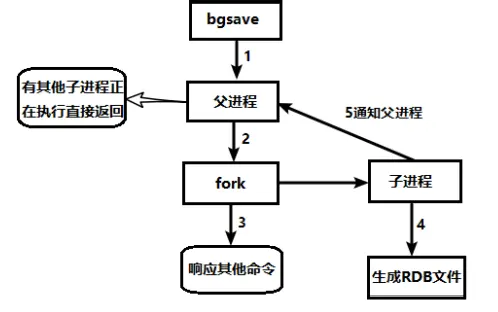 bgsave
1
有其他子进程正
在执行直接返回
父进程
5通知父进程
2
fork
子进程
3
4
响应其他命令
生成RDB文件